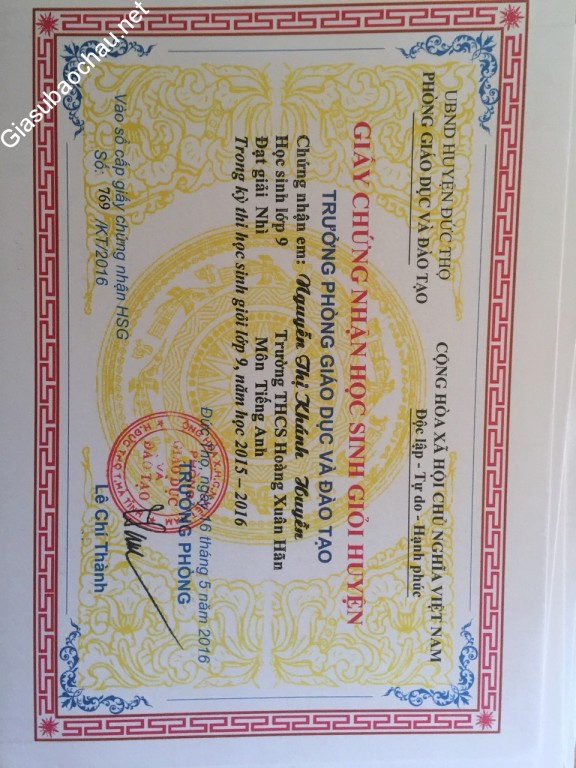 Giasubaochau.net
UBND HUYỆN ĐỨC THỌ
PHÒNG GIÁO DỤC VÀ ĐÀO TẠO
CỘNG HÒA XÃ HỘI CHỦ NGHĨA VIỆT NAM
Độc lập - Tự do - Hạnh phúc
GIẤY CHỨNG NHẬN HỌC SINH GIỎI HUYỆN
TRƯỞNG PHÒNG GIÁO DỤC VÀ ĐÀO TẠO
Chứng nhận em: Nguyễn Thị Khánh Huyền
Học sinh lớp 9 Trường THCS Hoàng Xuân Hãn
Đạt giải Nhì Môn Tiếng Anh
Trong kỳ thi học sinh giỏi lớp 9, năm học 2015 – 2016
Đức Thọ, ngày 16 tháng 5 năm 2016
TRƯỞNG PHÒNG
GIÁO DỤC
VÀ
ĐÀO TẠO
Lê Chí Thành
Vào sổ cấp giấy chứng nhận HSG
Số: 769 /KT/2016